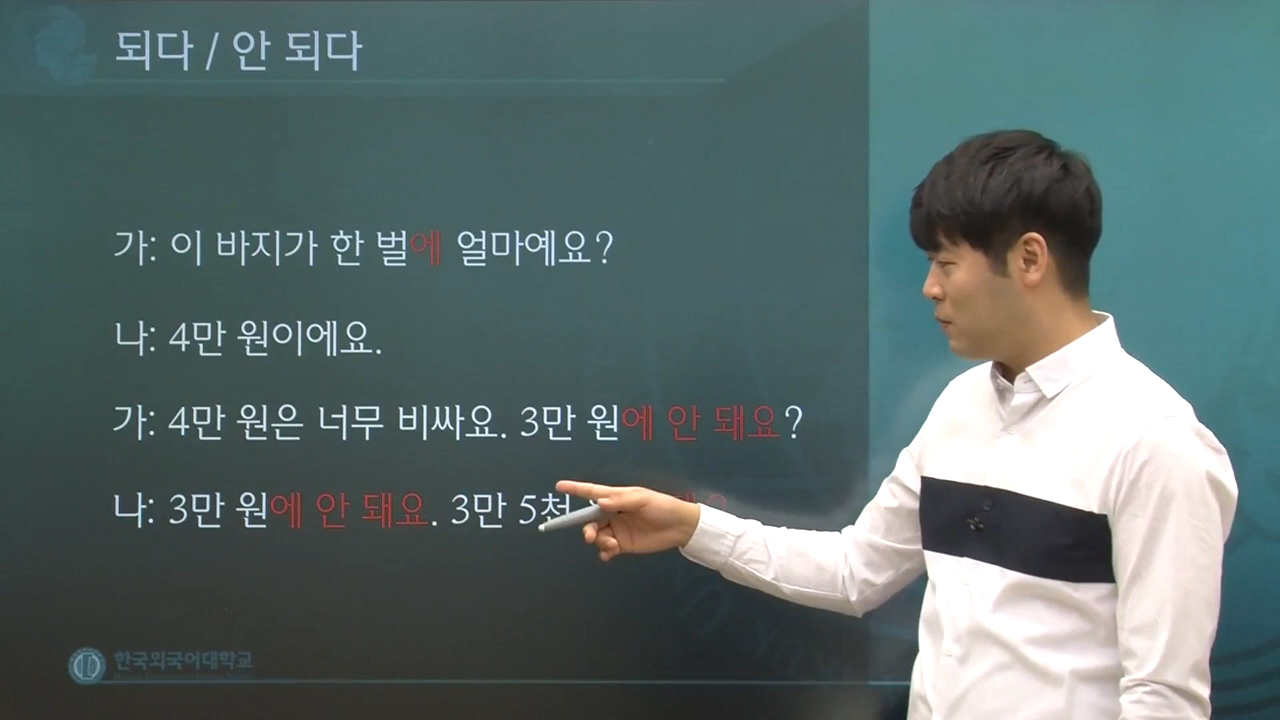 되다 / 안 되다
가: 이 바지가 한 벌에 얼마예요?
나: 4만 원이에요.
가: 4만 원은 너무 비싸요. 3만 원에 안 돼요?
나: 3만 원에 안 돼요. 3만 5천
한국외국어대학교